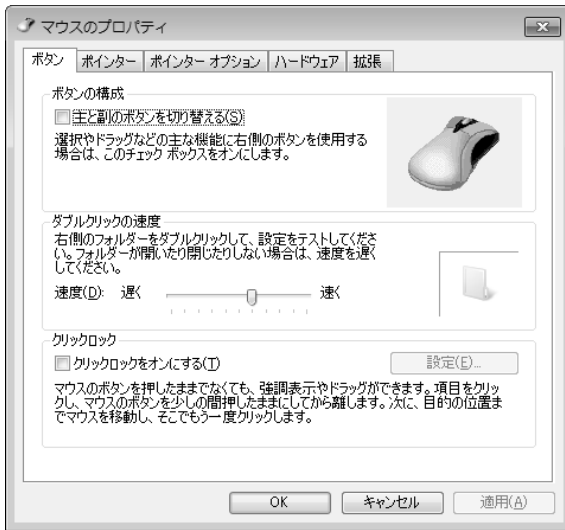 マウスのプロパティ
ボタン ポインター ポインター オプション ハードウェア 拡張
ボタンの構成
主と副のボタンを切り替える(S)
選択やドラッグなどの主な機能に右側のボタンを使用する
場合は、このチェック ボックスをオンにします。
ダブルクリックの速度
右側のフォルダーをダブルクリックして、設定をテストしてくださ
い。フォルダーが開いたり閉じたりしない場合は、速度を遅く
してください。
速度(D): 遅く 速く
クリックロック
クリックロックをオンにする(T) 設定(E)...
マウスのボタンを押したままでなくても、強調表示やドラッグができます。項目をクリッ
クし、マウスのボタンを少しの間押したままにしてから離します。次に、目的の位置ま
でマウスを移動し、そこでもう一度クリックします。
OK キャンセル 適用(A)